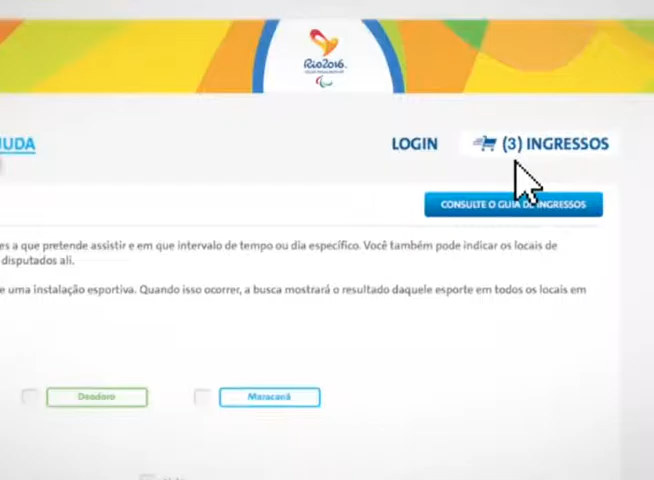 Rio2016
JUDA
LOGIN
(3) INGRESSOS
CONSULTE O GUIA DE INGRESSOS
es a que pretende assistir e em que intervalo de tempo ou dia específico. Você também pode indicar os locais de
disputados ali.
e uma instalação esportiva. Quando isso ocorrer, a busca mostrará o resultado daquele esporte em todos os locais em
Deodoro
Maracanã